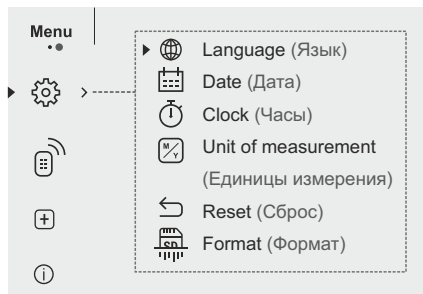 Menu
Language (Язык)
Date (Дата)
Clock (Часы)
M/Y Unit of measurement
(Единицы измерения)
Reset (Сброс)
SD Format (Формат)